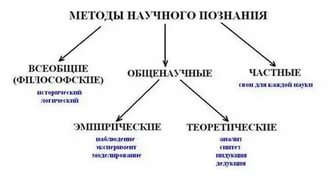 МЕТОДЫ НАУЧНОГО ПОЗНАНИЯ
ВСЕОБЩИЕ
(ФИЛОСОФСКИЕ)
исторический
логический
ОБЩЕНАУЧНЫЕ
ЧАСТНЫЕ
свои для каждой науки
ЭМПИРИЧЕСКИЕ
наблюдение
эксперимент
моделирование
ТЕОРЕТИЧЕСКИЕ
анализ
синтез
индукция
дедукция